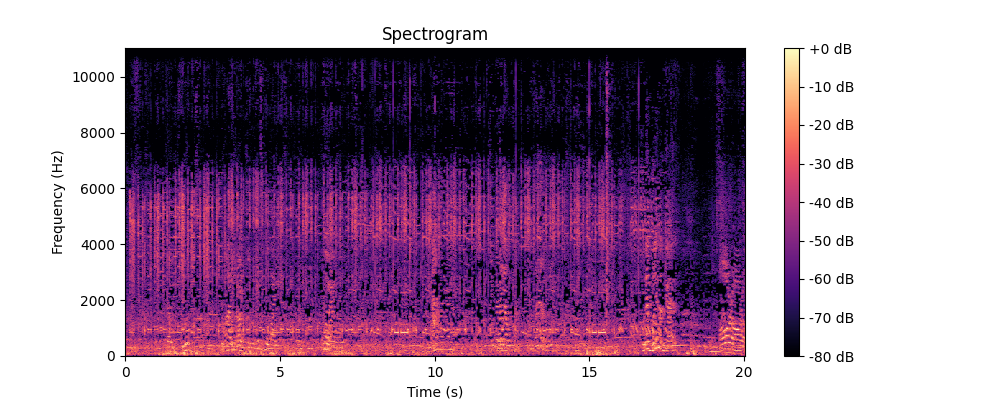 Spectrogram
Frequency (Hz)
10000
8000
6000
4000
2000
0
0
5
10
15
20
Time (s)
+0 dB
-10 dB
-20 dB
-30 dB
-40 dB
-50 dB
-60 dB
-70 dB
-80 dB